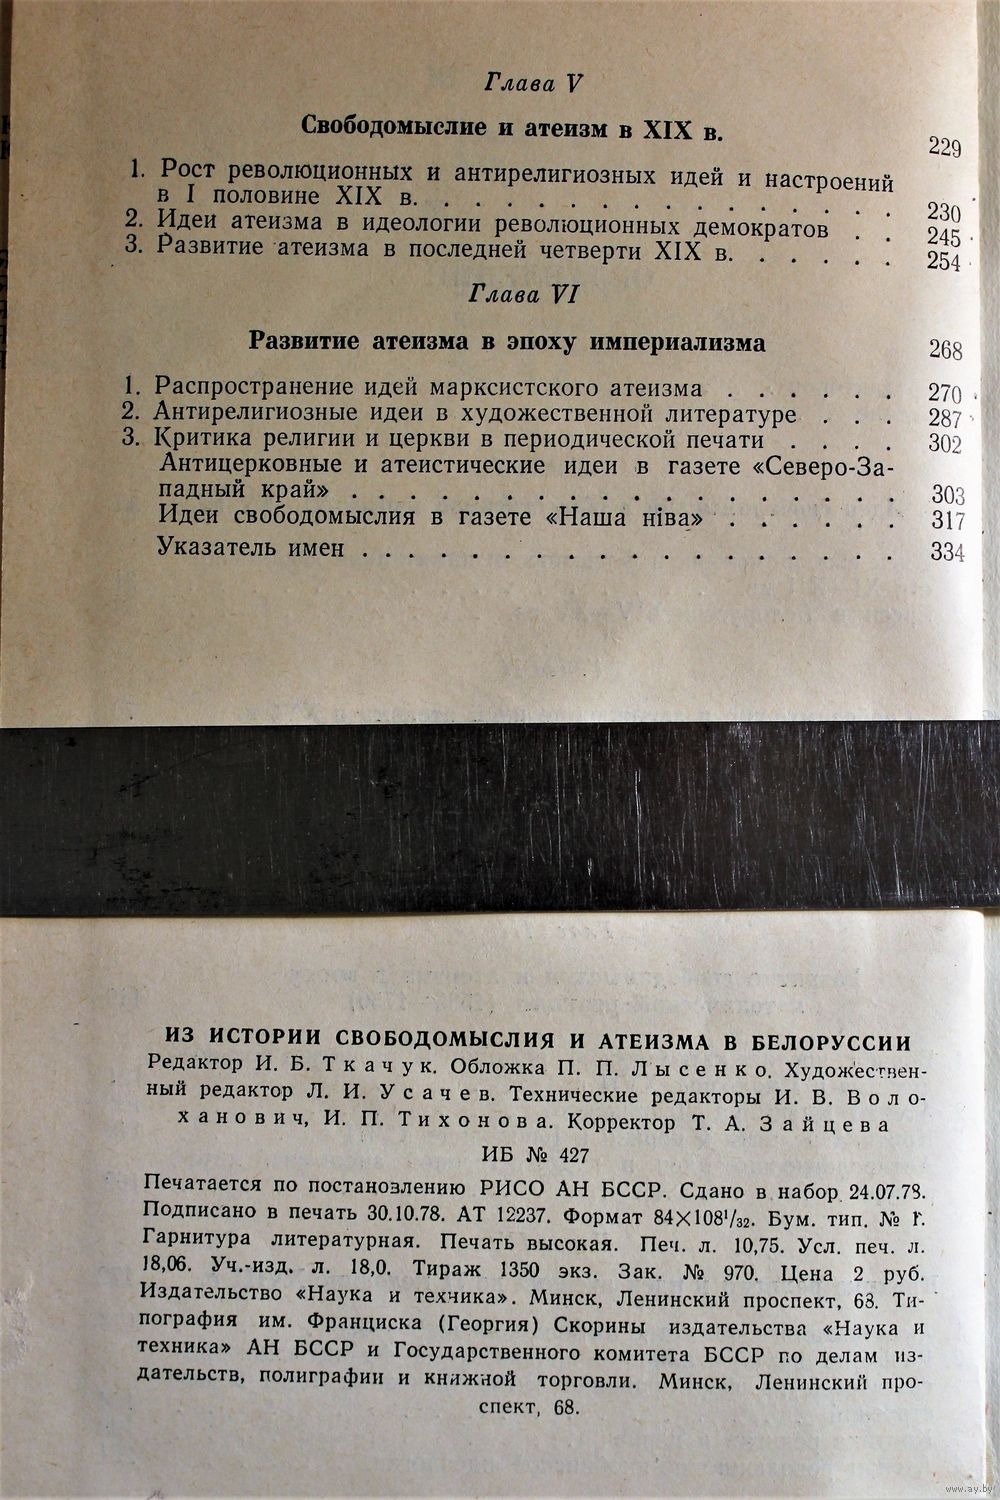 Глава V
Свободомыслие и атеизм в XIX в. 229
1. Рост революционных и антирелигиозных идей и настроений
в I половине XIX в. . . . . . . . . . . . . . . . . 230
2. Идеи атеизма в идеологии революционных демократов . . 245
3. Развитие атеизма в последней четверти XIX в. . . . . . 254
Глава VI
Развитие атеизма в эпоху империализма 268
1. Распространение идей марксистского атеизма . . . . . . 270
2. Антирелигиозные идеи в художественной литературе . . . 287
3. Критика религии и церкви в периодической печати . . . . 302
Антицерковные и атеистические идеи в газете «Северо-За-
падный край» . . . . . . . . . . . . . . . . . . 303
Идеи свободомыслия в газете «Наша ніва» . . . . . . 317
Указатель имен . . . . . . . . . . . . . . . . . . 334
ИЗ ИСТОРИИ СВОБОДОМЫСЛИЯ И АТЕИЗМА В БЕЛОРУССИИ
Редактор И. Б. Ткачук. Обложка П. П. Лысенко. Художествен-
ный редактор Л. И. Усачев. Технические редакторы И. В. Воло-
ханович, И. П. Тихонова. Корректор Т. А. Зайцева
ИБ № 427
Печатается по постановлению РИСО АН БССР. Сдано в набор 24.07.78.
Подписано в печать 30.10.78. АТ 12237. Формат 84×108¹/₃₂. Бум. тип. № 1.
Гарнитура литературная. Печать высокая. Печ. л. 10,75. Усл. печ. л.
18,06. Уч.-изд. л. 18,0. Тираж 1350 экз. Зак. № 970. Цена 2 руб.
Издательство «Наука и техника». Минск, Ленинский проспект, 68. Ти-
пография им. Франциска (Георгия) Скорины издательства «Наука и
техника» АН БССР и Государственного комитета БССР по делам из-
дательств, полиграфии и книжной торговли. Минск, Ленинский про-
спект, 68.
www.ay.by